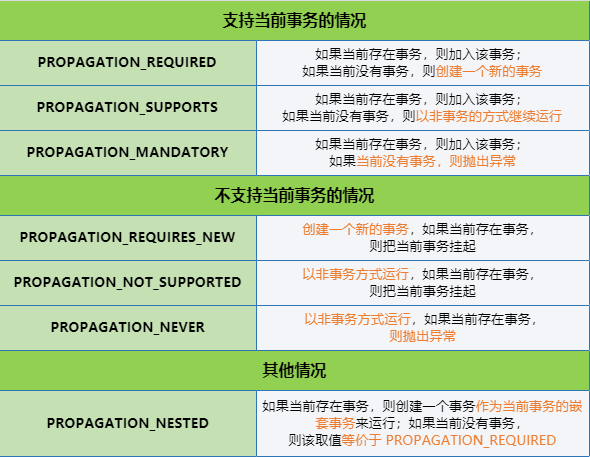 支持当前事务的情况
PROPAGATION_REQUIRED
如果当前存在事务，则加入该事务；
如果当前没有事务，则创建一个新的事务
PROPAGATION_SUPPORTS
如果当前存在事务，则加入该事务；
如果当前没有事务，则以非事务的方式继续运行
PROPAGATION_MANDATORY
如果当前存在事务，则加入该事务；
如果当前没有事务，则抛出异常
不支持当前事务的情况
PROPAGATION_REQUIRES_NEW
创建一个新的事务，如果当前存在事务，
则把当前事务挂起
PROPAGATION_NOT_SUPPORTED
以非事务方式运行，如果当前存在事务，
则把当前事务挂起
PROPAGATION_NEVER
以非事务方式运行，如果当前存在事务，
则抛出异常
其他情况
PROPAGATION_NESTED
如果当前存在事务，则创建一个事务作为当前事务的嵌
套事务来运行；如果当前没有事务，
则该取值等价于 PROPAGATION_REQUIRED